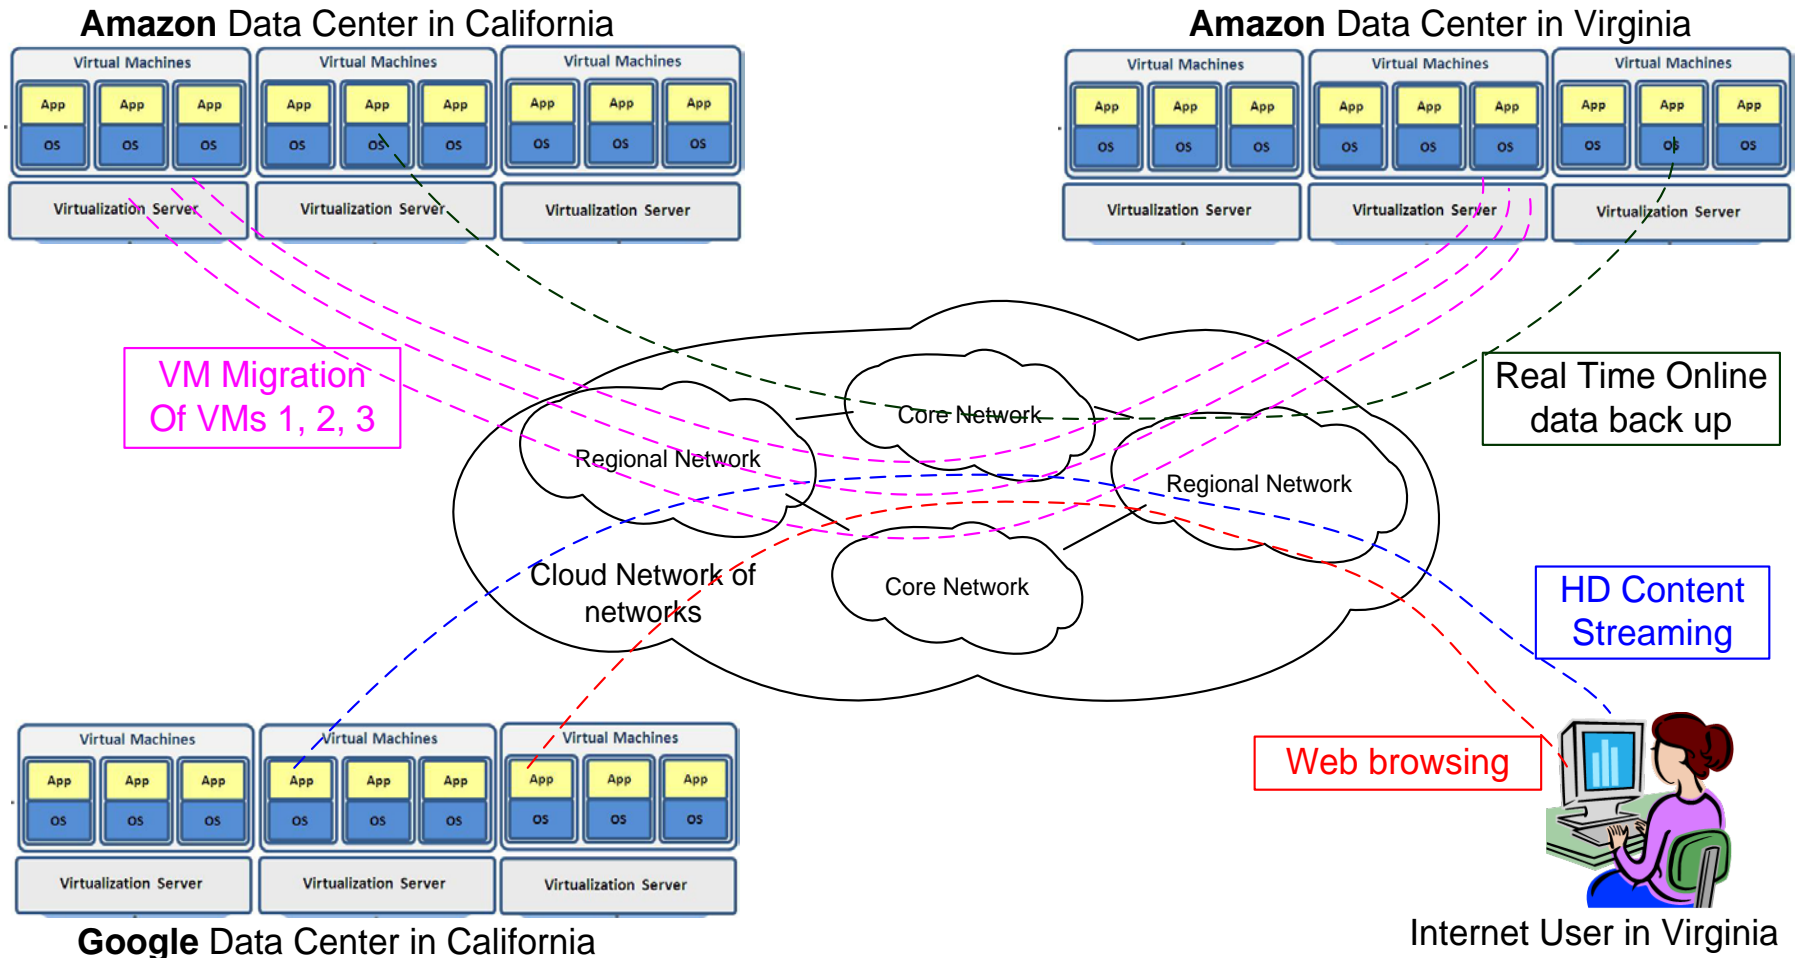 Amazon Data Center in California
Virtual Machines Virtual Machines Virtual Machines
App App App App App App App App App
OS OS OS OS OS OS OS OS OS
Virtualization Server Virtualization Server Virtualization Server
Amazon Data Center in Virginia
Virtual Machines Virtual Machines Virtual Machines
App App App App App App App App App
OS OS OS OS OS OS OS OS OS
Virtualization Server Virtualization Server Virtualization Server
VM Migration
Of VMs 1, 2, 3
Real Time Online
data back up
Core Network
Regional Network
Regional Network
Core Network
Cloud Network of
networks
HD Content
Streaming
Web browsing
Virtual Machines Virtual Machines Virtual Machines
App App App App App App App App App
OS OS OS OS OS OS OS OS OS
Virtualization Server Virtualization Server Virtualization Server
Google Data Center in California
Internet User in Virginia